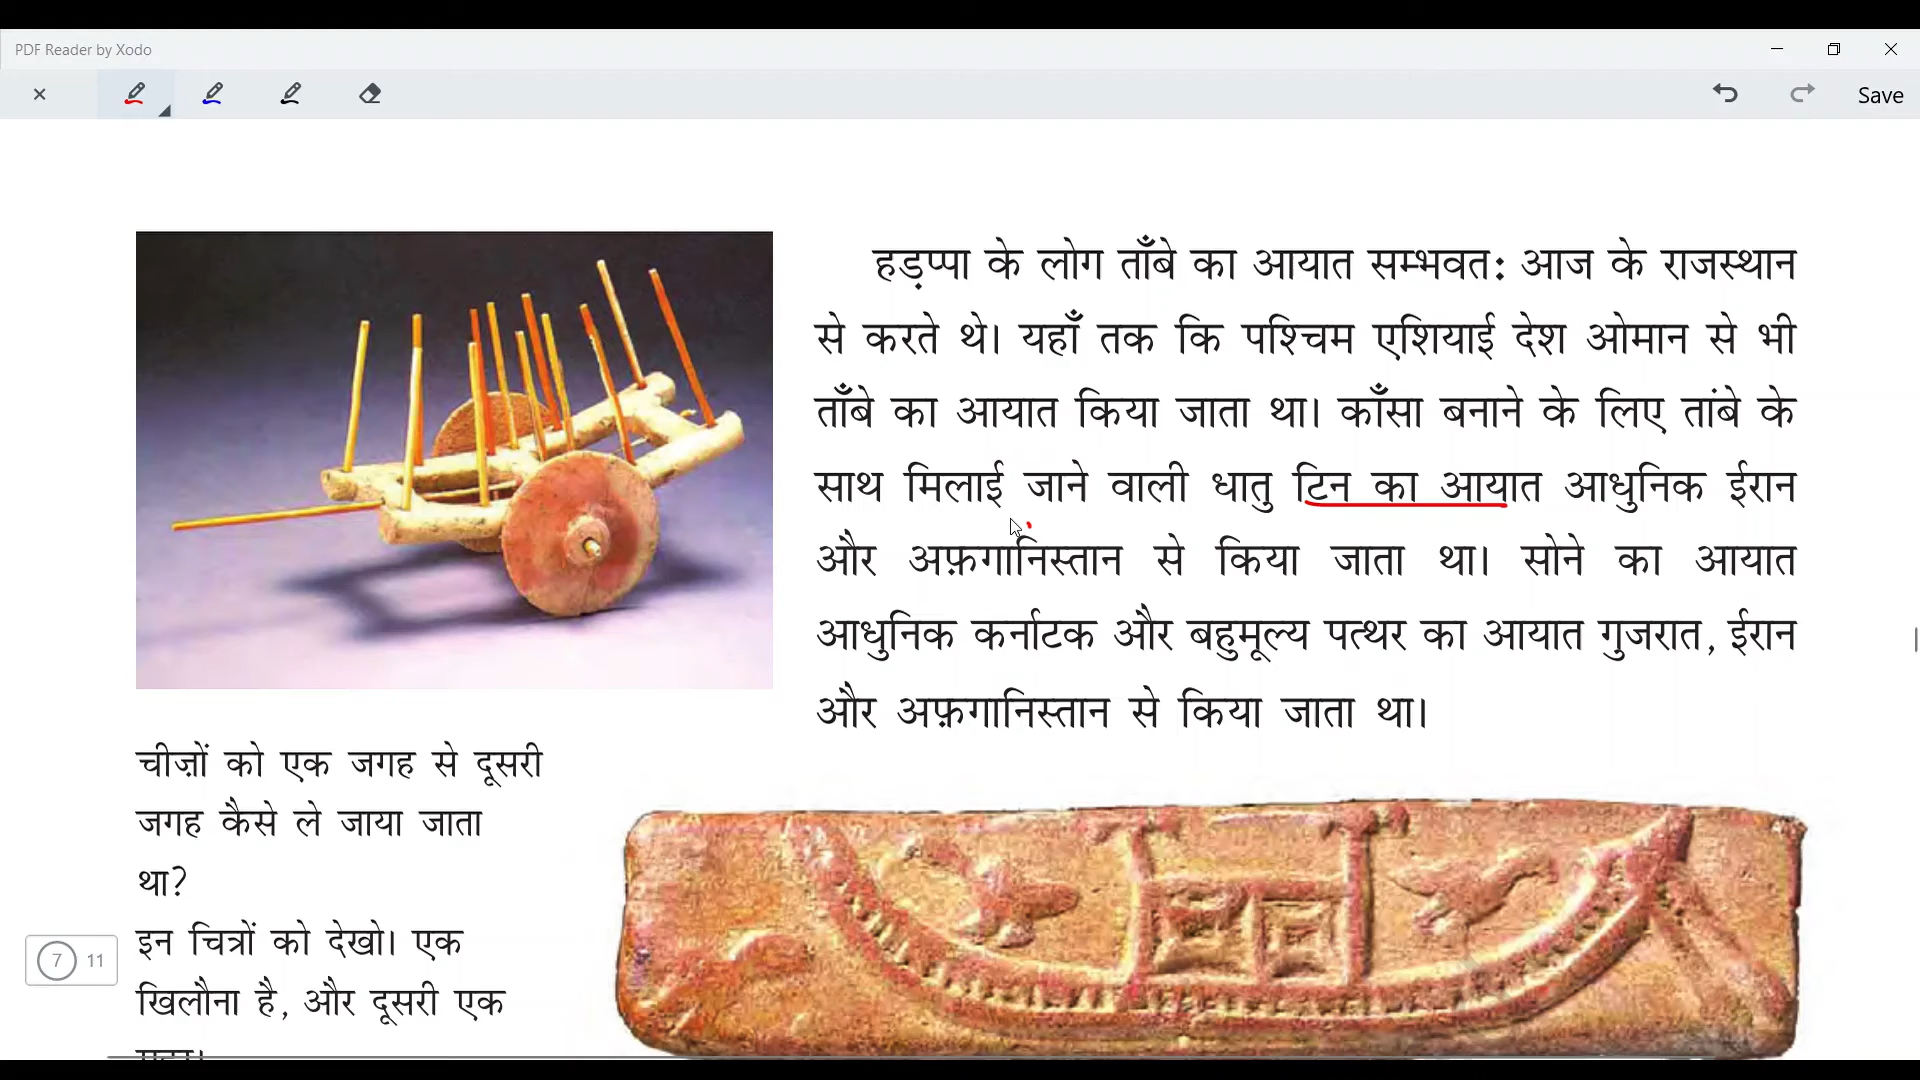 PDF Reader by Xodo
Save
हड़प्पा के लोग ताँबे का आयात सम्भवतः आज के राजस्थान
से करते थे। यहाँ तक कि पश्चिम एशियाई देश ओमान से भी
ताँबे का आयात किया जाता था। काँसा बनाने के लिए तांबे के
साथ मिलाई जाने वाली धातु टिन का आयात आधुनिक ईरान
और अफ़गानिस्तान से किया जाता था। सोने का आयात
आधुनिक कर्नाटक और बहुमूल्य पत्थर का आयात गुजरात, ईरान
और अफ़गानिस्तान से किया जाता था।
चीज़ों को एक जगह से दूसरी
जगह कैसे ले जाया जाता
था?
इन चित्रों को देखो। एक
खिलौना है, और दूसरी एक
7 11